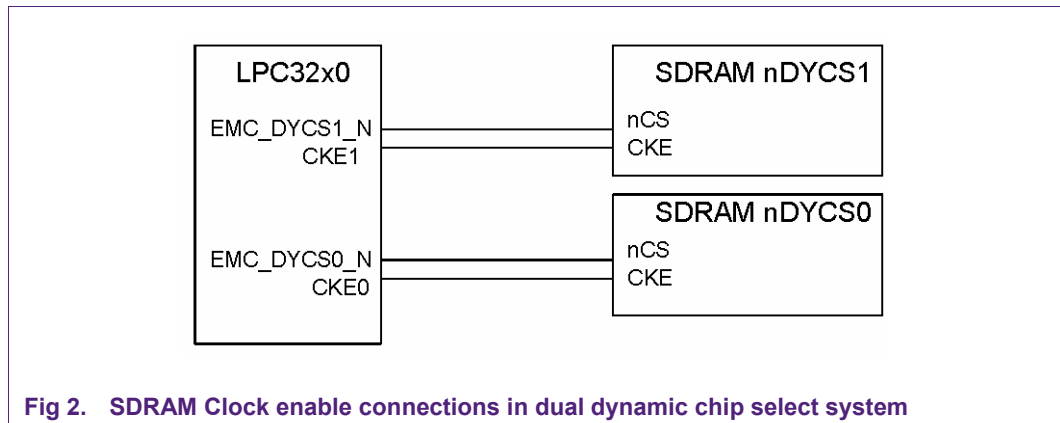 LPC32x0
EMC_DYCS1_N
CKE1
EMC_DYCS0_N
CKE0
SDRAM nDYCS1
nCS
CKE
SDRAM nDYCS0
nCS
CKE
Fig 2. SDRAM Clock enable connections in dual dynamic chip select system